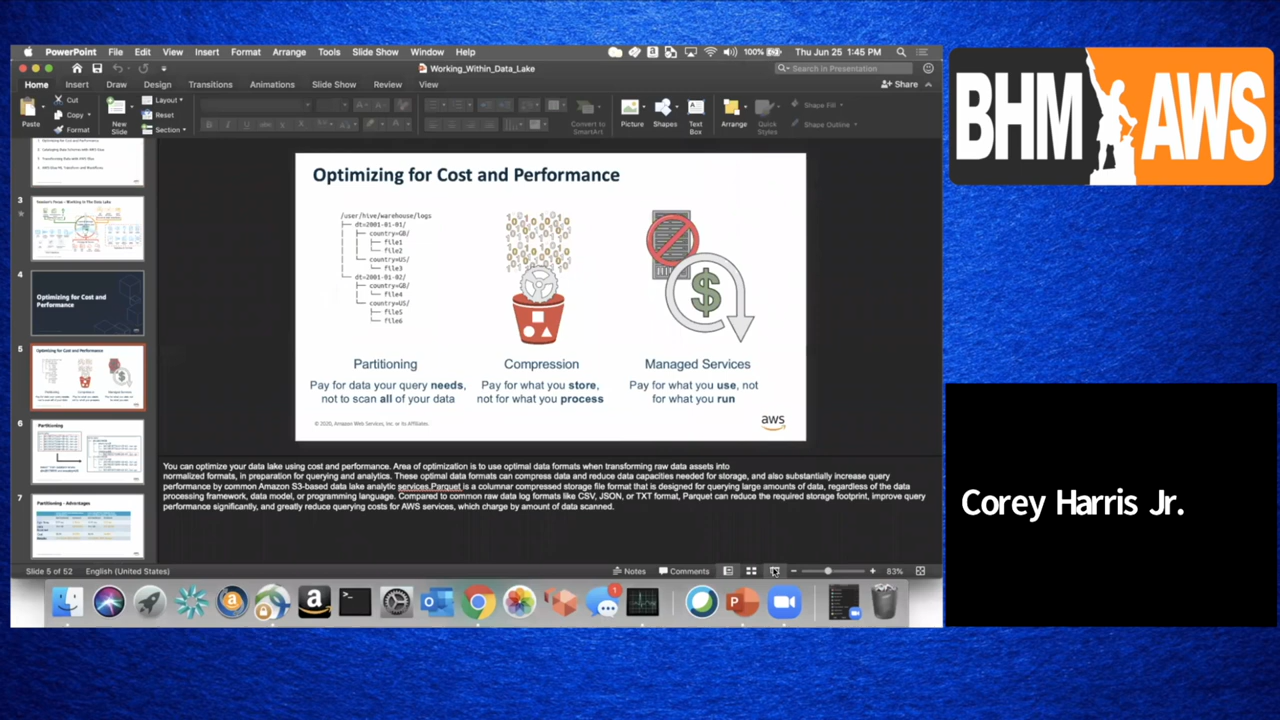 PowerPoint File Edit View Insert Format Arrange Tools Slide Show Window Help 100% Thu Jun 25 1:45 PM
Working_Within_Data_Lake
Search in Presentation
Home Insert Draw Design Transitions Animations Slide Show Review View Share
Paste
Cut
Copy
Format
New Slide
Layout
Reset
Section
Convert to SmartArt
Picture
Shapes
Text Box
Arrange
Quick Styles
Shape Fill
Shape Outline
3
4
Optimizing for Cost and
Performance
5
Optimizing for Cost and Performance
6
Partitioning
7
Partitioning - Advantages
Optimizing for Cost and Performance
/user/hive/warehouse/logs
dt=2001-01-01/
country=GB/
file1
file2
country=US/
file3
dt=2001-01-02/
country=GB/
file4
country=US/
file5
file6
Partitioning
Pay for data your query needs,
not to scan all of your data
Compression
Pay for what you store,
not for what you process
Managed Services
Pay for what you use, not
for what you run
© 2020, Amazon Web Services, Inc. or its Affiliates.
aws
You can optimize your data lake using cost and performance. Area of optimization is to use optimal data formats when transforming raw data assets into
normalized formats, in preparation for querying and analytics. These optimal data formats can compress data and reduce data capacities needed for storage, and also substantially increase query
performance by common Amazon S3-based data lake analytic services.Parquet is a columnar compressed storage file format that is designed for querying large amounts of data, regardless of the data
processing framework, data model, or programming language. Compared to common raw data log formats like CSV, JSON, or TXT format, Parquet can reduce the required storage footprint, improve query
performance significantly, and greatly reduce querying costs for AWS services, which charge by amount of data scanned.
Slide 5 of 52 English (United States) Notes Comments 83%
1
BHM AWS
Corey Harris Jr.